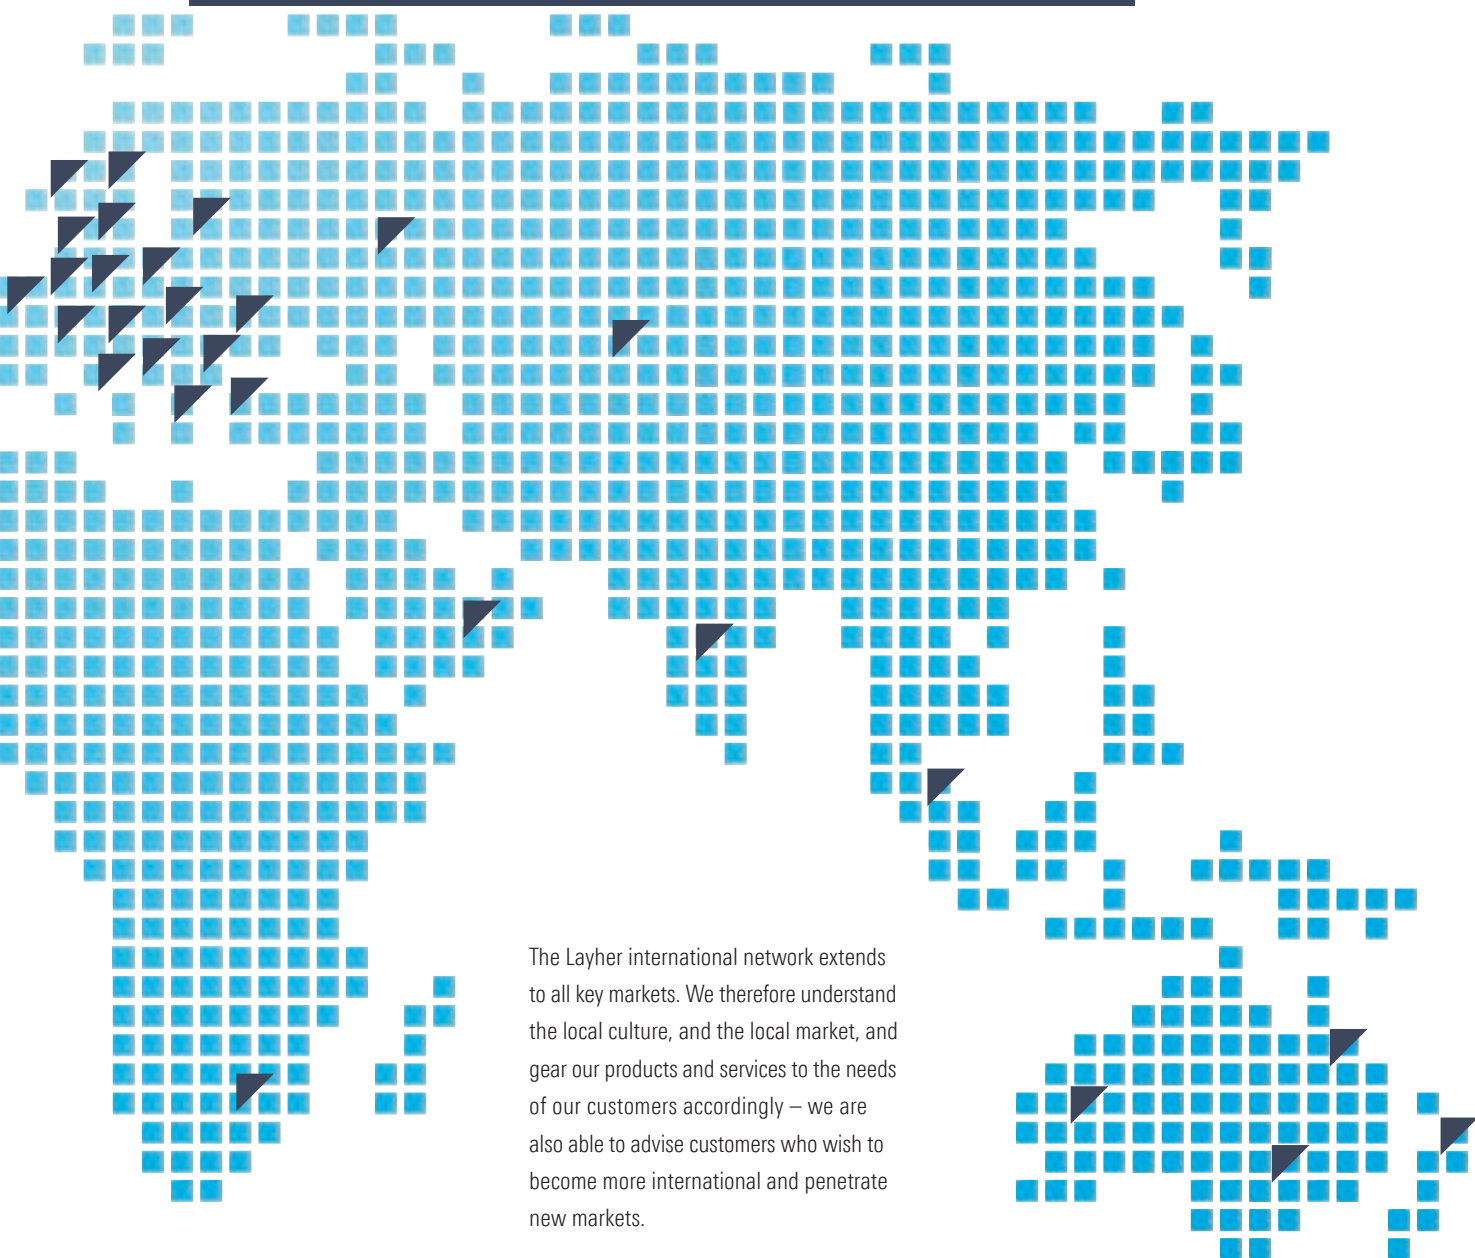 The Layher international network extends
to all key markets. We therefore understand
the local culture, and the local market, and
gear our products and services to the needs
of our customers accordingly – we are
also able to advise customers who wish to
become more international and penetrate
new markets.